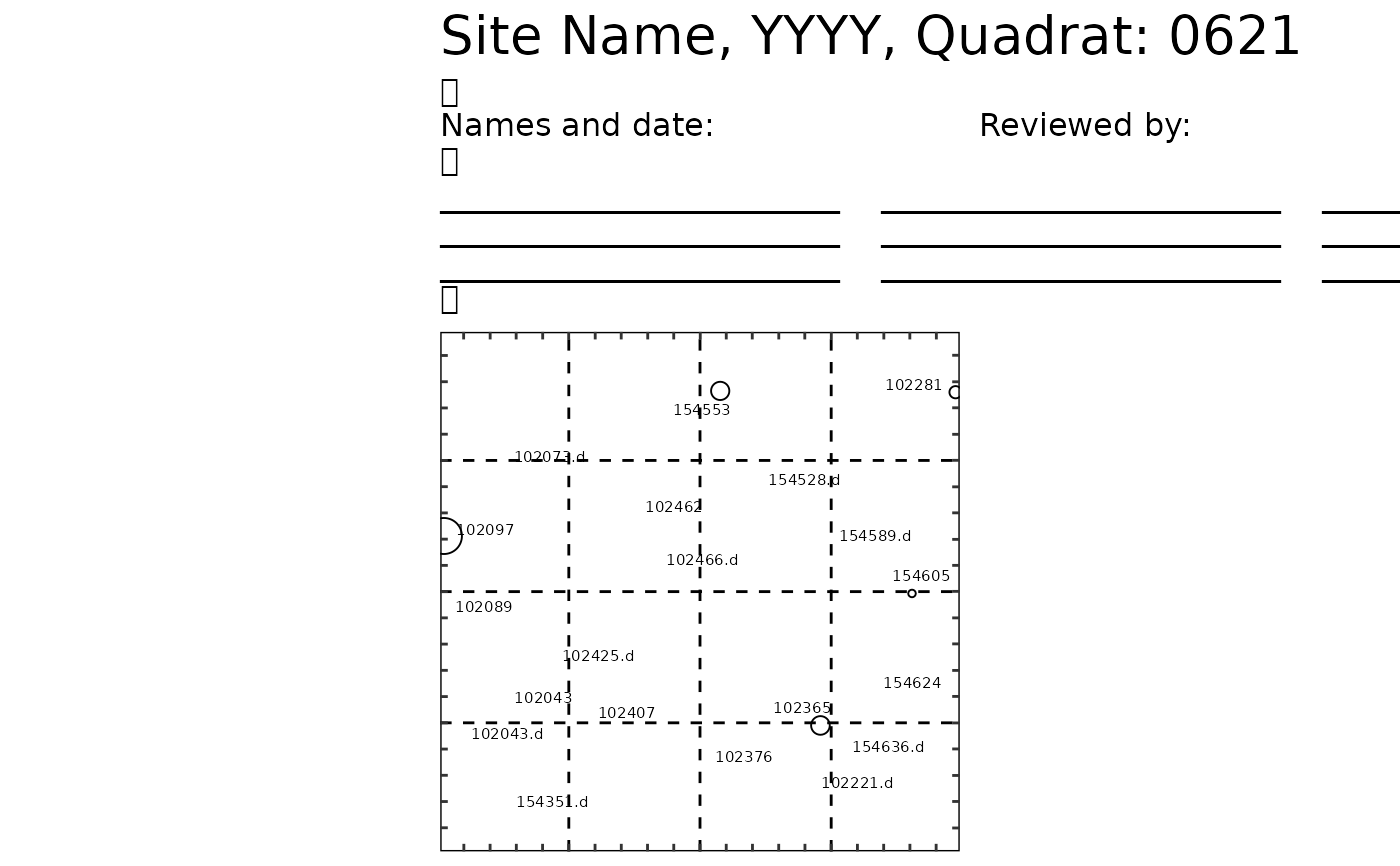 Site Name, YYYY, Quadrat: 0621
Names and date: Reviewed by:
102281
154553
102073.d
154528.d
102462
102097
154589.d
102466.d
154605
102089
102425.d
154624
102043
102365
102407
102043.d
154636.d
102376
102221.d
154351.d